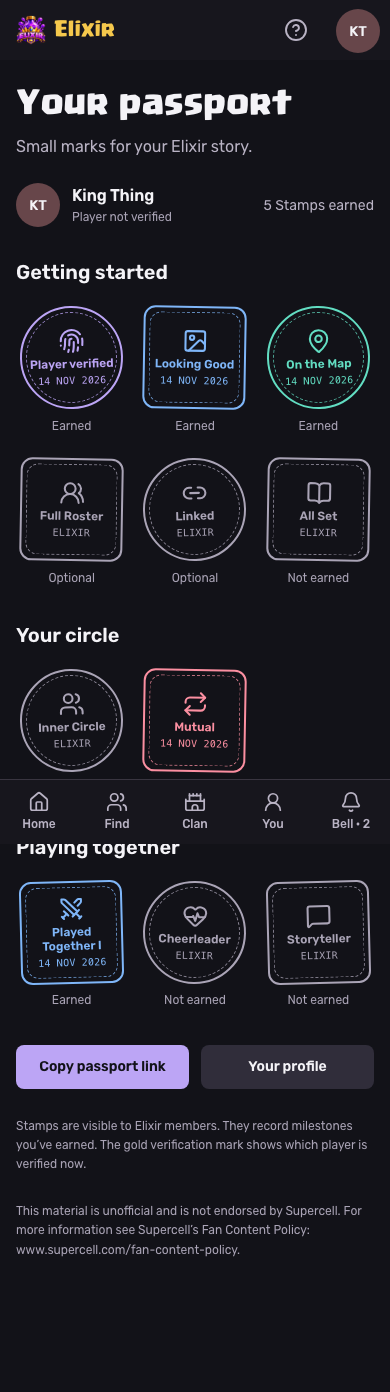 Elixir
KT
Your passport
Small marks for your Elixir story.
KT
King Thing
Player not verified
5 Stamps earned
Getting started
Player verified
14 NOV 2026
Earned
Looking Good
14 NOV 2026
Earned
On the Map
14 NOV 2026
Earned
Full Roster
ELIXIR
Optional
Linked
ELIXIR
Optional
All Set
ELIXIR
Not earned
Your circle
Inner Circle
ELIXIR
Mutual
14 NOV 2026
Home
Find
Clan
You
Bell • 2
Playing together
Played
Together I
14 NOV 2026
Earned
Cheerleader
ELIXIR
Not earned
Storyteller
ELIXIR
Not earned
Copy passport link
Your profile
Stamps are visible to Elixir members. They record milestones
you've earned. The gold verification mark shows which player is
verified now.
This material is unofficial and is not endorsed by Supercell. For
more information see Supercell's Fan Content Policy:
www.supercell.com/fan-content-policy.